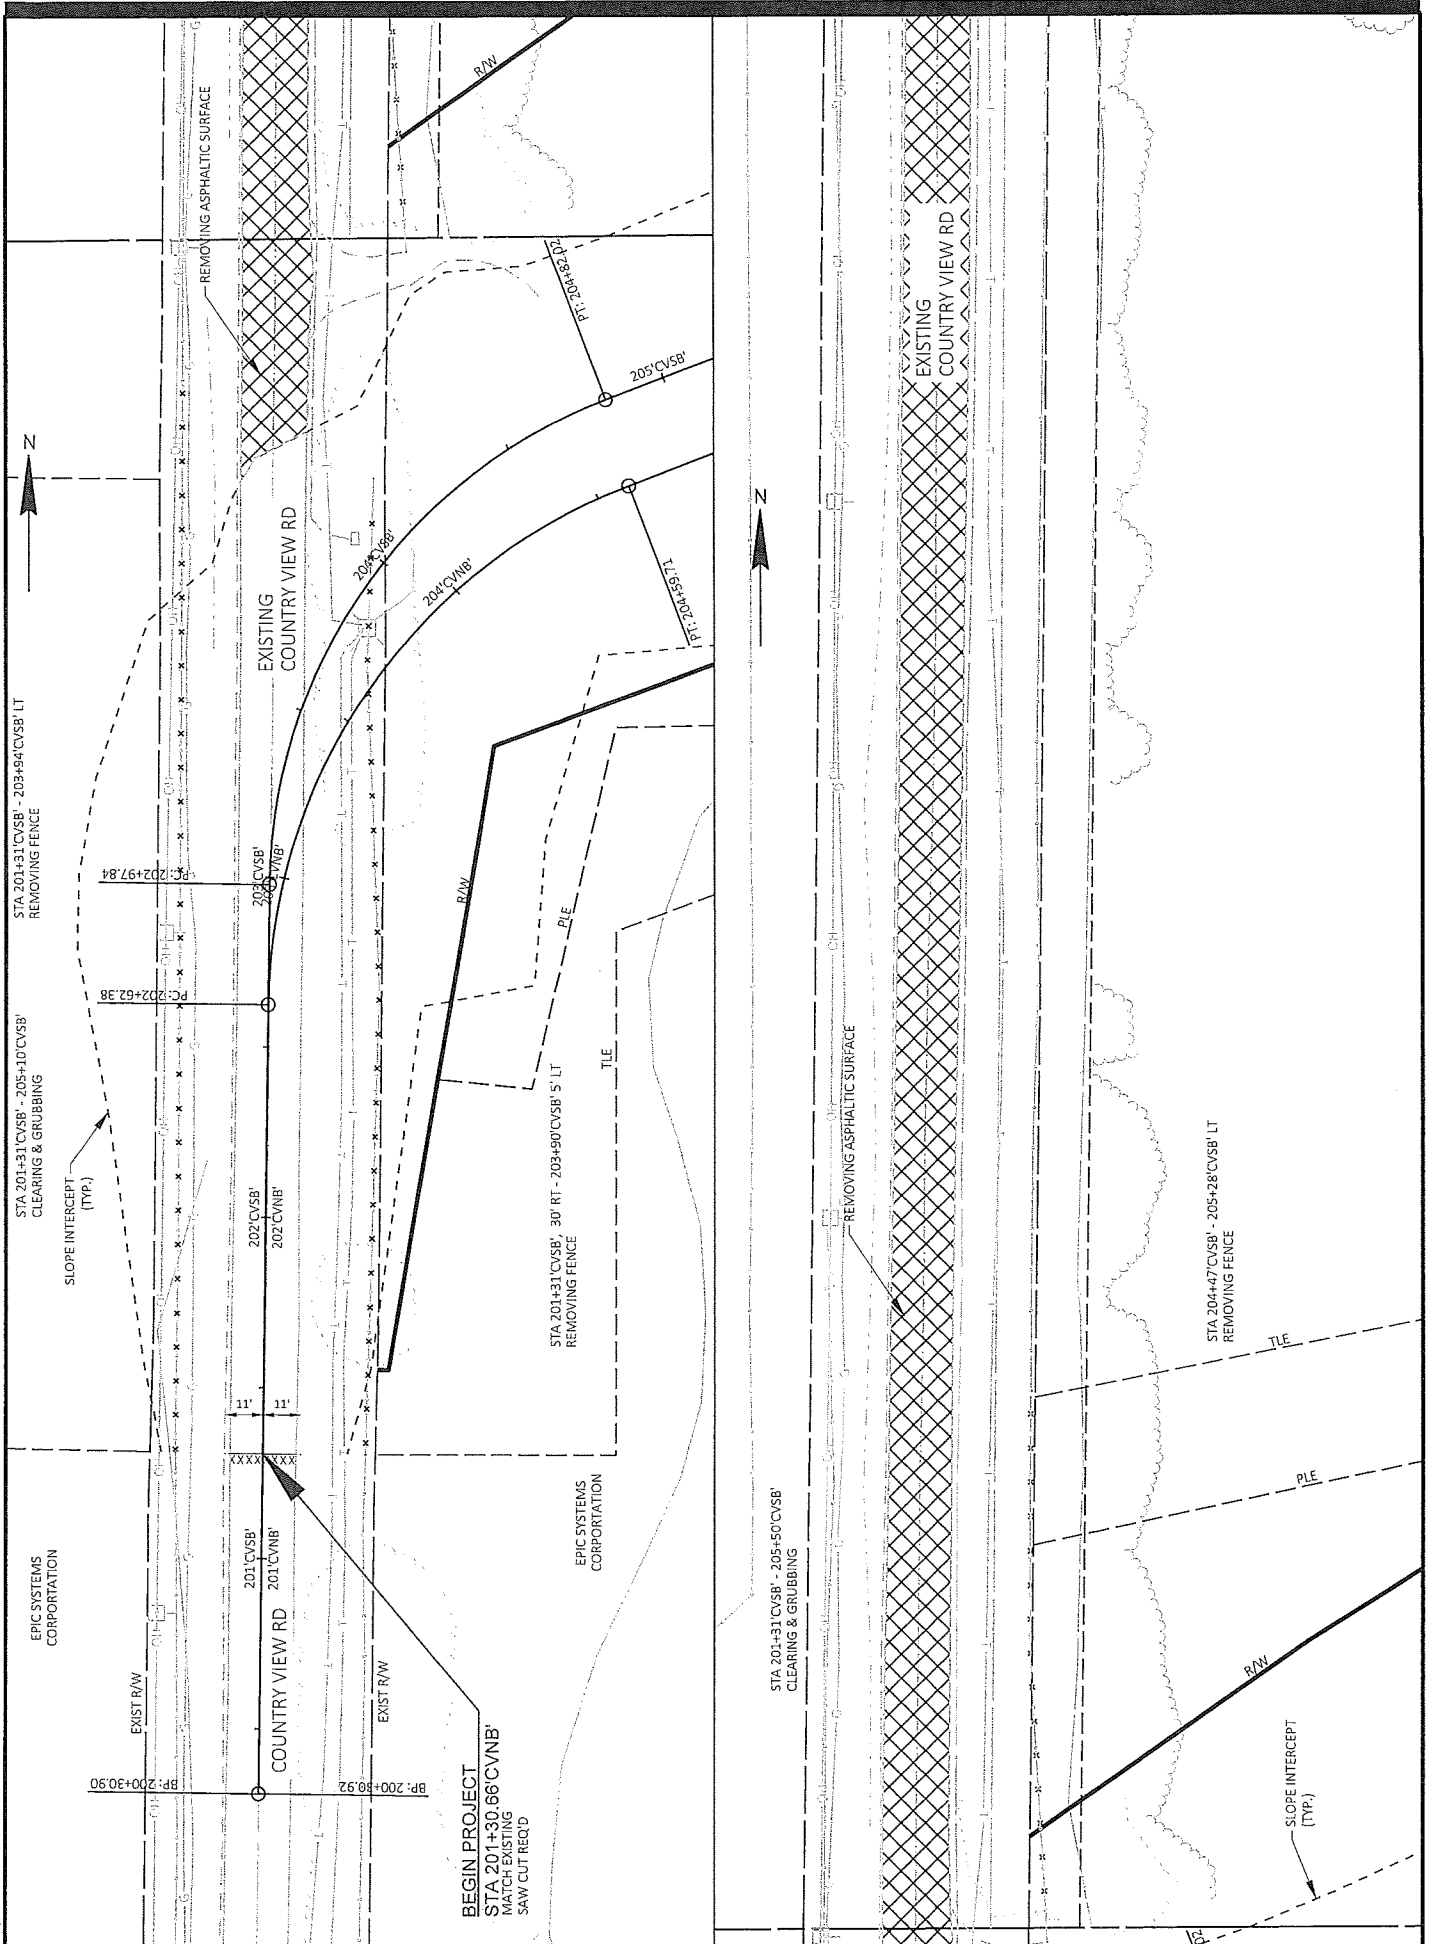 R/W
REMOVING ASPHALTIC SURFACE
PT: 204+82.02
205'CVSB'
N
EXISTING
COUNTRY VIEW RD
204'CVSB'
204'CVNB'
PT: 204+59.71
STA 201+31'CVSB' - 203+94'CVSB' LT
REMOVING FENCE
PC: 202+97.84
203'CVSB'
R/W
PLE
PC: 202+62.38
STA 201+31'CVSB' - 205+10'CVSB'
CLEARING & GRUBBING
SLOPE INTERCEPT
(TYP.)
TLE
202'CVSB'
202'CVNB'
STA 201+31'CVSB', 30' RT - 203+90'CVSB' 5' LT
REMOVING FENCE
11'
11'
EPIC SYSTEMS
CORPORTATION
EPIC SYSTEMS
CORPORTATION
201'CVSB'
201'CVNB'
COUNTRY VIEW RD
EXIST R/W
EXIST R/W
BP: 200+30.90
BP: 200+30.92
BEGIN PROJECT
STA 201+30.66'CVNB'
MATCH EXISTING
SAW CUT REQ'D
EXISTING
COUNTRY VIEW RD
N
REMOVING ASPHALTIC SURFACE
STA 204+47'CVSB' - 205+28'CVSB' LT
REMOVING FENCE
TLE
PLE
STA 201+31'CVSB' - 205+50'CVSB'
CLEARING & GRUBBING
R/W
SLOPE INTERCEPT
(TYP.)